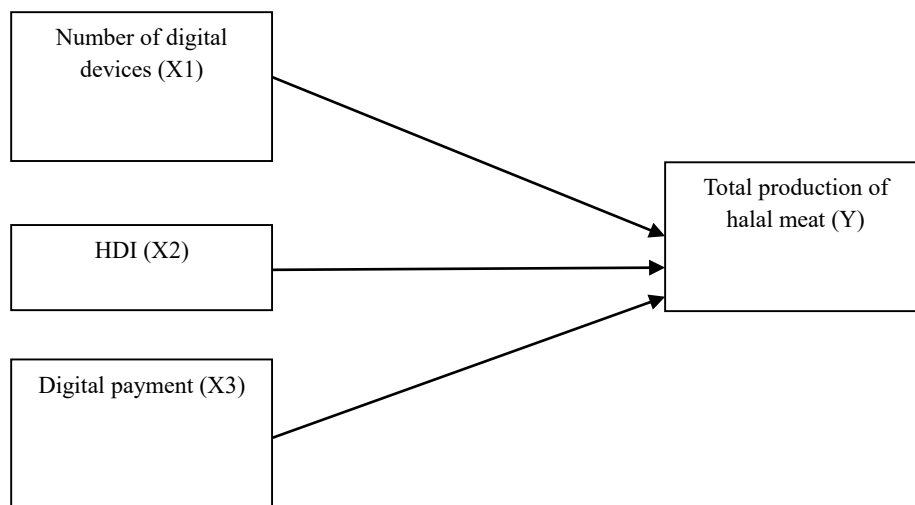 Number of digital
devices (X1)
Total production of
halal meat (Y)
HDI (X2)
Digital payment (X3)